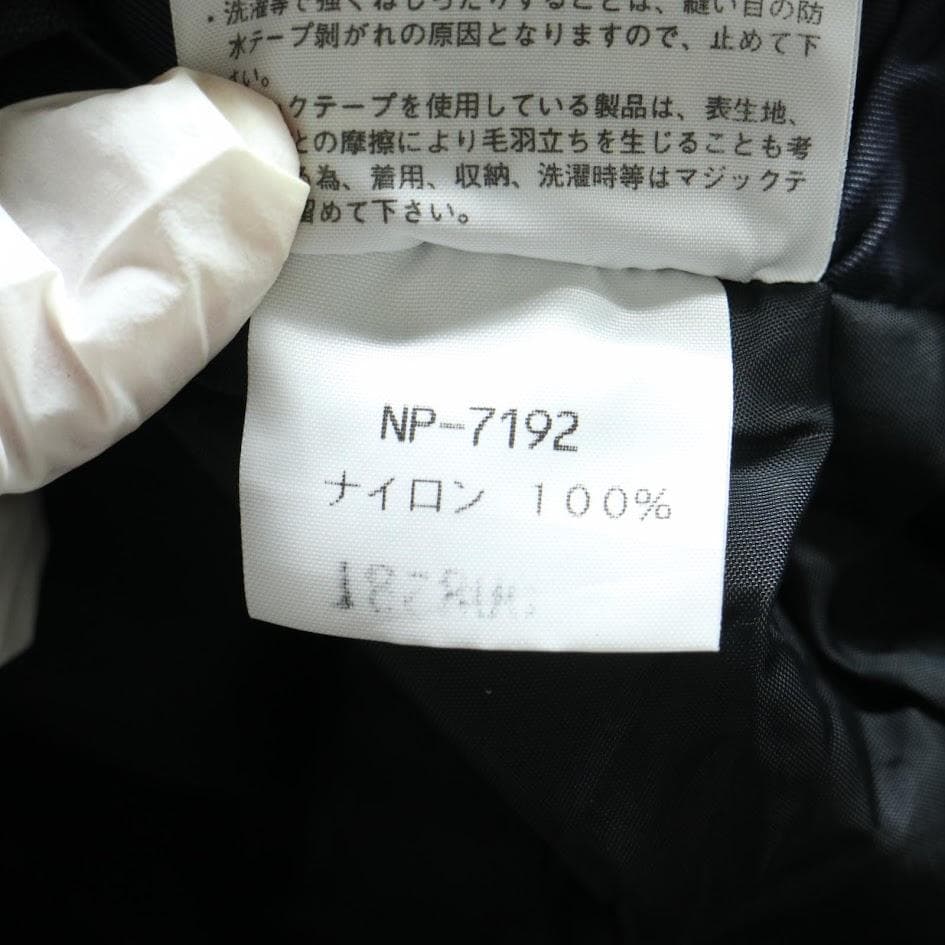 ・洗濯等で強くねじったりすることは、縫い目の防
水テープ剥がれの原因となりますので、止めて下
さい。
クテープを使用している製品は、表生地、
との摩擦により毛羽立ちを生じることも考
為、着用、収納、洗濯時等はマジックテ
留めて下さい。
NP-7192
ナイロン 100%